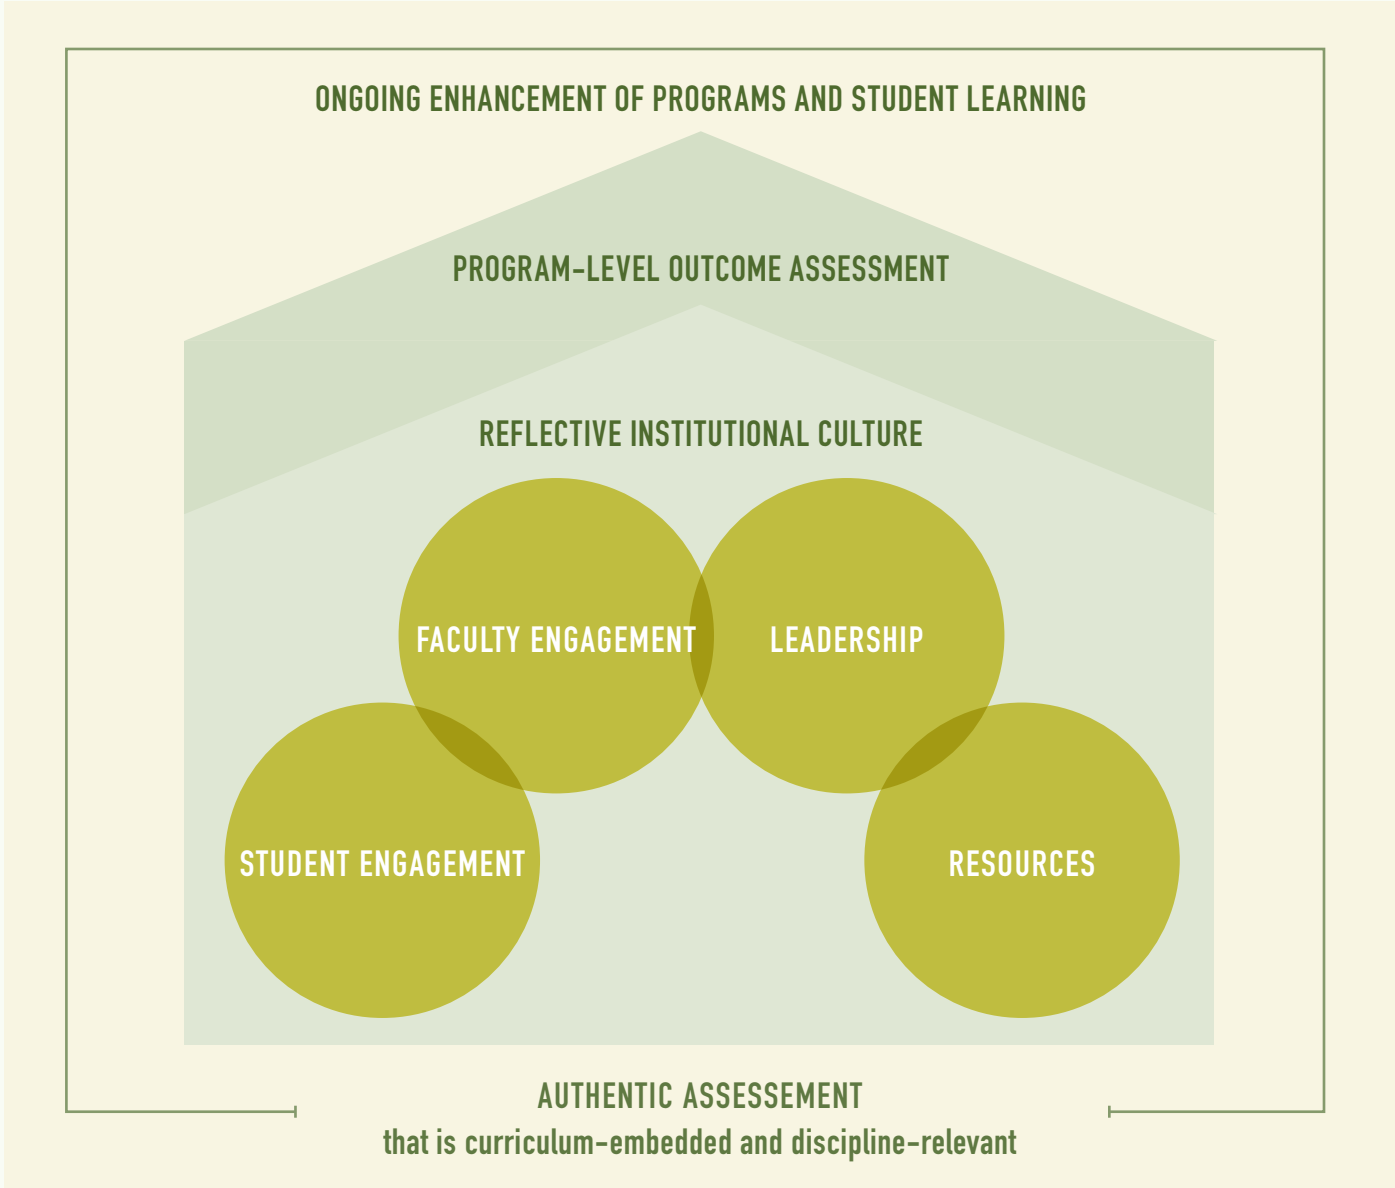 ONGOING ENHANCEMENT OF PROGRAMS AND STUDENT LEARNING
PROGRAM-LEVEL OUTCOME ASSESSMENT
REFLECTIVE INSTITUTIONAL CULTURE
FACULTY ENGAGEMENT
LEADERSHIP
STUDENT ENGAGEMENT
RESOURCES
AUTHENTIC ASSESSEMENT
that is curriculum-embedded and discipline-relevant